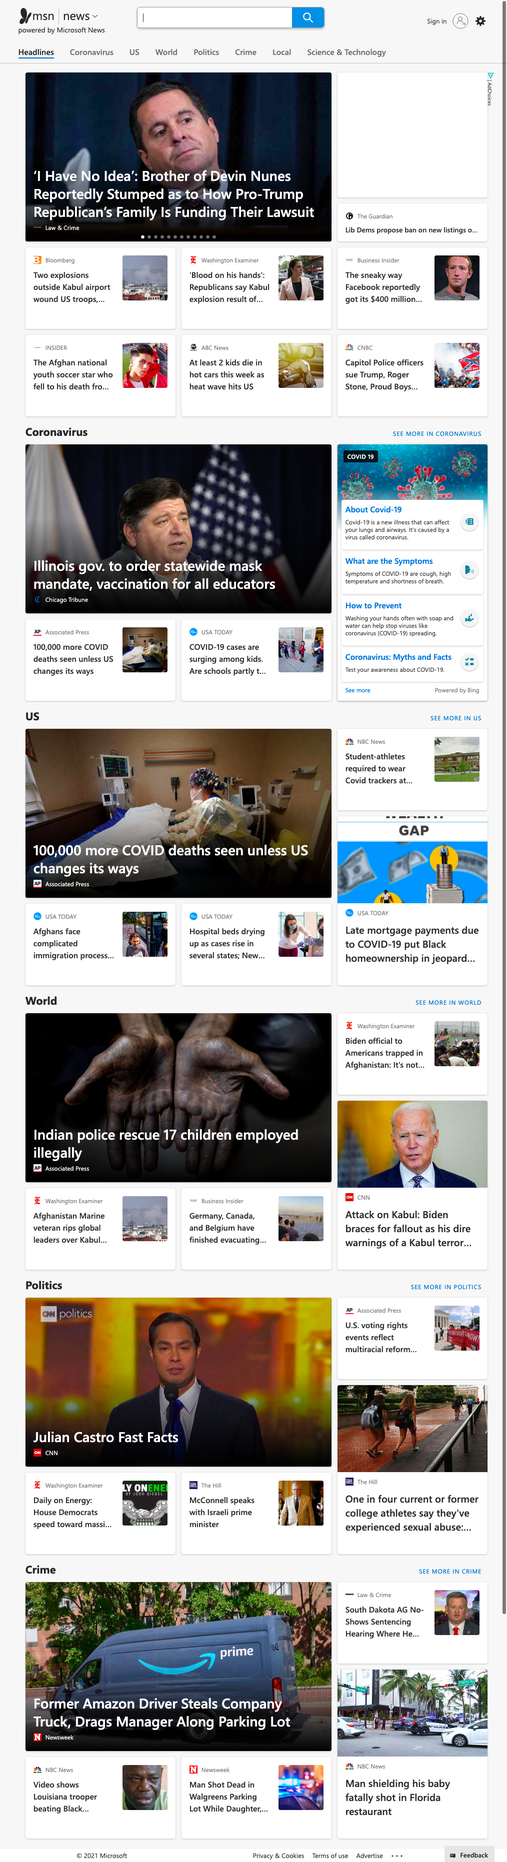 msn | news
powered by Microsoft News
Sign in
Headlines Coronavirus US World Politics Crime Local Science & Technology
AdChoices
'I Have No Idea': Brother of Devin Nunes
Reportedly Stumped as to How Pro-Trump
Republican's Family Is Funding Their Lawsuit
Law & Crime
The Guardian
Lib Dems propose ban on new listings o...
Bloomberg
Two explosions
outside Kabul airport
wound US troops,...
Washington Examiner
'Blood on his hands':
Republicans say Kabul
explosion result of...
Business Insider
The sneaky way
Facebook reportedly
got its $400 million...
INSIDER
The Afghan national
youth soccer star who
fell to his death fro...
ABC News
At least 2 kids die in
hot cars this week as
heat wave hits US
CNBC
Capitol Police officers
sue Trump, Roger
Stone, Proud Boys...
Coronavirus
SEE MORE IN CORONAVIRUS
Illinois gov. to order statewide mask
mandate, vaccination for all educators
Chicago Tribune
COVID 19
About Covid-19
Covid-19 is a new illness that can affect
your lungs and airways. It's caused by a
virus called coronavirus.
What are the Symptoms
Symptoms of COVID-19 are cough, high
temperature and shortness of breath.
How to Prevent
Washing your hands often with soap and
water can help stop viruses like
coronavirus (COVID-19) spreading.
Coronavirus: Myths and Facts
Test your awareness about COVID-19.
See more
Powered by Bing
AP Associated Press
100,000 more COVID
deaths seen unless US
changes its ways
USA TODAY
COVID-19 cases are
surging among kids.
Are schools partly t...
US
SEE MORE IN US
100,000 more COVID deaths seen unless US
changes its ways
AP Associated Press
NBC News
Student-athletes
required to wear
Covid trackers at...
WEALTH
GAP
USA TODAY
Late mortgage payments due
to COVID-19 put Black
homeownership in jeopard...
USA TODAY
Afghans face
complicated
immigration process...
USA TODAY
Hospital beds drying
up as cases rise in
several states; New...
World
SEE MORE IN WORLD
Indian police rescue 17 children employed
illegally
AP Associated Press
Washington Examiner
Biden official to
Americans trapped in
Afghanistan: It's not...
CNN
Attack on Kabul: Biden
braces for fallout as his dire
warnings of a Kabul terror...
Washington Examiner
Afghanistan Marine
veteran rips global
leaders over Kabul...
Business Insider
Germany, Canada,
and Belgium have
finished evacuating...
Politics
SEE MORE IN POLITICS
CNN politics
Julian Castro Fast Facts
CNN
AP Associated Press
U.S. voting rights
events reflect
multiracial reform...
The Hill
One in four current or former
college athletes say they've
experienced sexual abuse:...
Washington Examiner
Daily on Energy:
House Democrats
speed toward massi...
LY ON ENE
The Hill
McConnell speaks
with Israeli prime
minister
Crime
SEE MORE IN CRIME
prime
Former Amazon Driver Steals Company
Truck, Drags Manager Along Parking Lot
N Newsweek
Law & Crime
South Dakota AG No-
Shows Sentencing
Hearing Where He...
NBC News
Man shielding his baby
fatally shot in Florida
restaurant
NBC News
Video shows
Louisiana trooper
beating Black...
N Newsweek
Man Shot Dead in
Walgreens Parking
Lot While Daughter,...
© 2021 Microsoft
Privacy & Cookies Terms of use Advertise ...
Feedback